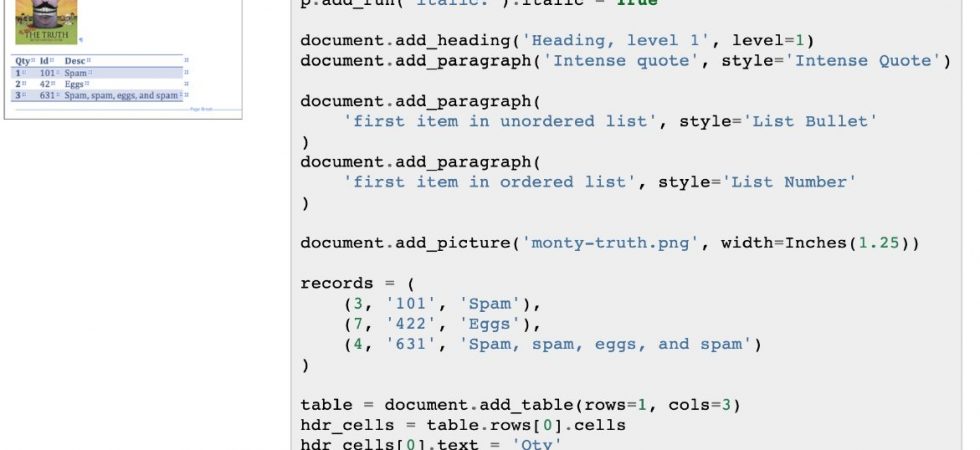 THE TRUTH
Qty Id Desc
1 101 Spam
2 42 Eggs
3 631 Spam, spam, eggs, and spam
Page Break
p.add_run('italic.').italic = True
document.add_heading('Heading, level 1', level=1)
document.add_paragraph('Intense quote', style='Intense Quote')
document.add_paragraph(
'first item in unordered list', style='List Bullet'
)
document.add_paragraph(
'first item in ordered list', style='List Number'
)
document.add_picture('monty-truth.png', width=Inches(1.25))
records = (
(3, '101', 'Spam'),
(7, '422', 'Eggs'),
(4, '631', 'Spam, spam, eggs, and spam')
)
table = document.add_table(rows=1, cols=3)
hdr_cells = table.rows[0].cells
hdr_cells[0].text = 'Qty'